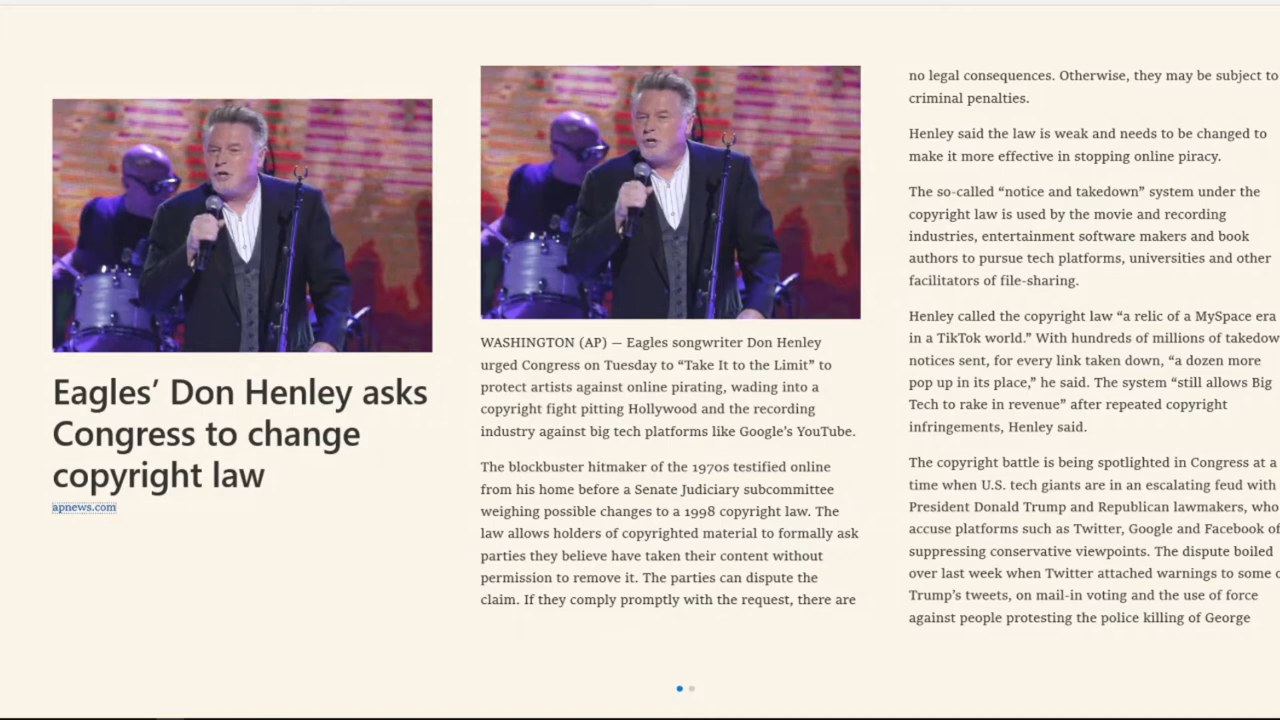 Eagles’ Don Henley asks
Congress to change
copyright law
apnews.com
WASHINGTON (AP) — Eagles songwriter Don Henley
urged Congress on Tuesday to “Take It to the Limit” to
protect artists against online pirating, wading into a
copyright fight pitting Hollywood and the recording
industry against big tech platforms like Google’s YouTube.
The blockbuster hitmaker of the 1970s testified online
from his home before a Senate Judiciary subcommittee
weighing possible changes to a 1998 copyright law. The
law allows holders of copyrighted material to formally ask
parties they believe have taken their content without
permission to remove it. The parties can dispute the
claim. If they comply promptly with the request, there are
no legal consequences. Otherwise, they may be subject to
criminal penalties.
Henley said the law is weak and needs to be changed to
make it more effective in stopping online piracy.
The so-called “notice and takedown” system under the
copyright law is used by the movie and recording
industries, entertainment software makers and book
authors to pursue tech platforms, universities and other
facilitators of file-sharing.
Henley called the copyright law “a relic of a MySpace era
in a TikTok world.” With hundreds of millions of takedow
notices sent, for every link taken down, “a dozen more
pop up in its place,” he said. The system “still allows Big
Tech to rake in revenue” after repeated copyright
infringements, Henley said.
The copyright battle is being spotlighted in Congress at a
time when U.S. tech giants are in an escalating feud with
President Donald Trump and Republican lawmakers, who
accuse platforms such as Twitter, Google and Facebook of
suppressing conservative viewpoints. The dispute boiled
over last week when Twitter attached warnings to some
Trump’s tweets, on mail-in voting and the use of force
against people protesting the police killing of George